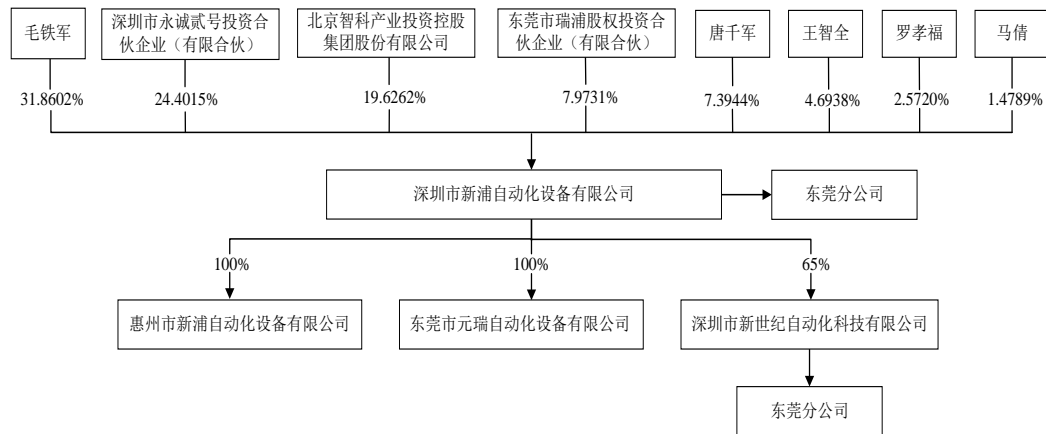 毛铁军
深圳市永诚贰号投资合
伙企业（有限合伙）
北京智科产业投资控股
集团股份有限公司
东莞市瑞浦股权投资合
伙企业（有限合伙）
唐千军
王智全
罗孝福
马倩
31.8602%
24.4015%
19.6262%
7.9731%
7.3944%
4.6938%
2.5720%
1.4789%
深圳市新浦自动化设备有限公司
东莞分公司
100%
100%
65%
惠州市新浦自动化设备有限公司
东莞市元瑞自动化设备有限公司
深圳市新世纪自动化科技有限公司
东莞分公司